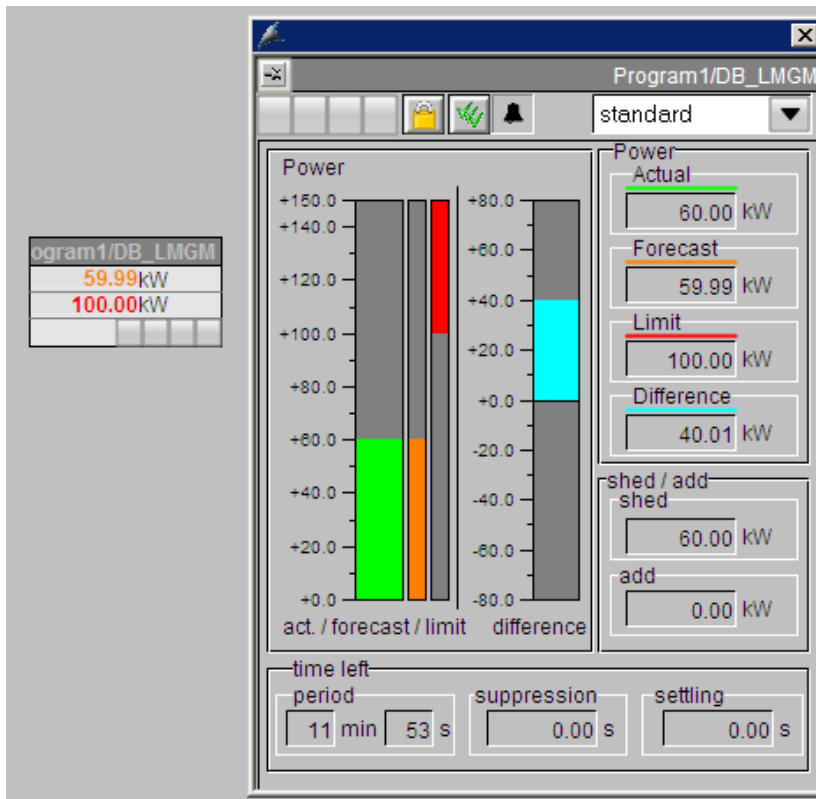 Program1/DB_LMGM
standard
ogram1/DB_LMGM
59.99kW
100.00kW
Power
+150.0
+140.0
+120.0
+100.0
+80.0
+60.0
+40.0
+20.0
+0.0
act. / forecast / limit
+80.0
+60.0
+40.0
+20.0
+0.0
-20.0
-40.0
-60.0
-80.0
difference
Power
Actual
60.00 kW
Forecast
59.99 kW
Limit
100.00 kW
Difference
40.01 kW
shed / add
shed
60.00 kW
add
0.00 kW
time left
period
11 min 53 s
suppression
0.00 s
settling
0.00 s